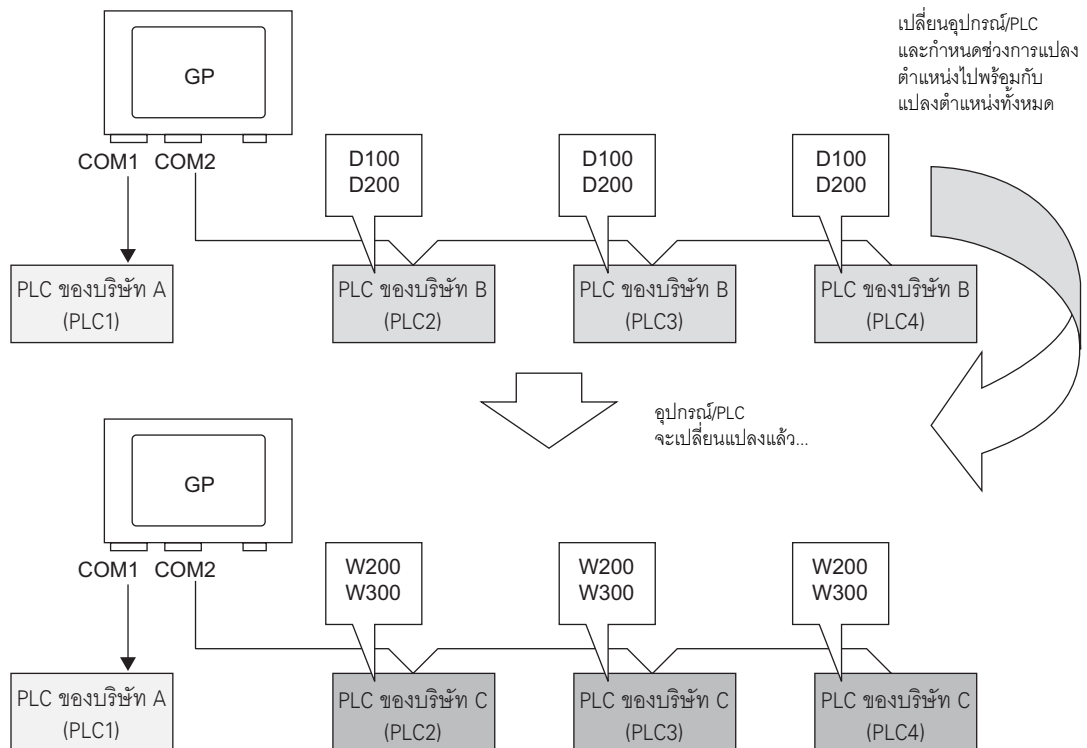 เปลี่ยนอุปกรณ์/PLC
และกำหนดช่วงการแปลง
ตำแหน่งไปพร้อมกับ
แปลงตำแหน่งทั้งหมด
GP
COM1 COM2
D100
D200
D100
D200
D100
D200
PLC ของบริษัท A
(PLC1)
PLC ของบริษัท B
(PLC2)
PLC ของบริษัท B
(PLC3)
PLC ของบริษัท B
(PLC4)
อุปกรณ์/PLC
จะเปลี่ยนแปลงแล้ว...
GP
COM1 COM2
W200
W300
W200
W300
W200
W300
PLC ของบริษัท A
(PLC1)
PLC ของบริษัท C
(PLC2)
PLC ของบริษัท C
(PLC3)
PLC ของบริษัท C
(PLC4)